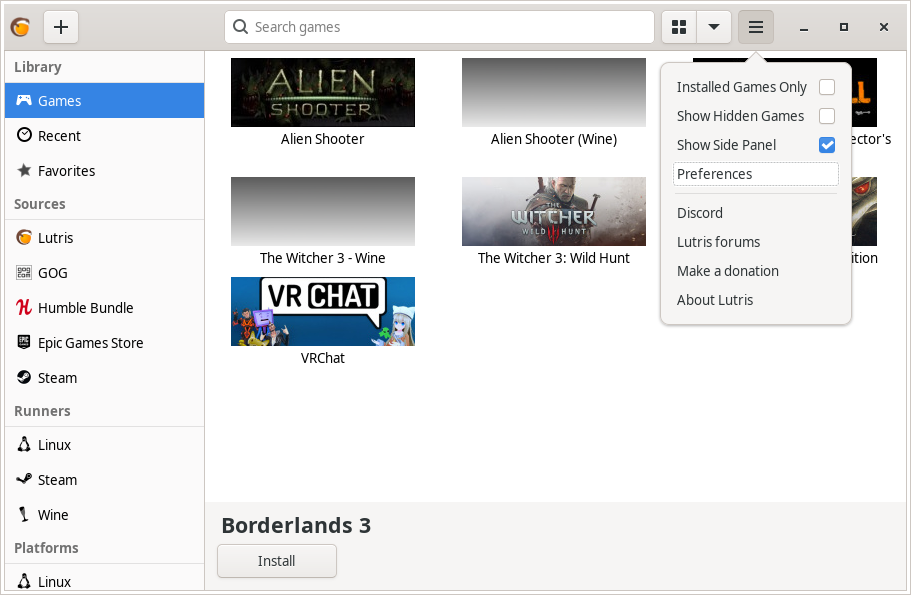 Search games
Library
Games
Recent
Favorites
Sources
Lutris
GOG
Humble Bundle
Epic Games Store
Steam
Runners
Linux
Steam
Wine
Platforms
Linux
ALIEN
SHOOTER
Alien Shooter
Alien Shooter (Wine)
The Witcher 3 - Wine
THE
WITCHER
WILD HUNT
The Witcher 3: Wild Hunt
VR CHAT
VRChat
Installed Games Only
Show Hidden Games
Show Side Panel
Preferences
Discord
Lutris forums
Make a donation
About Lutris
Borderlands 3
Install